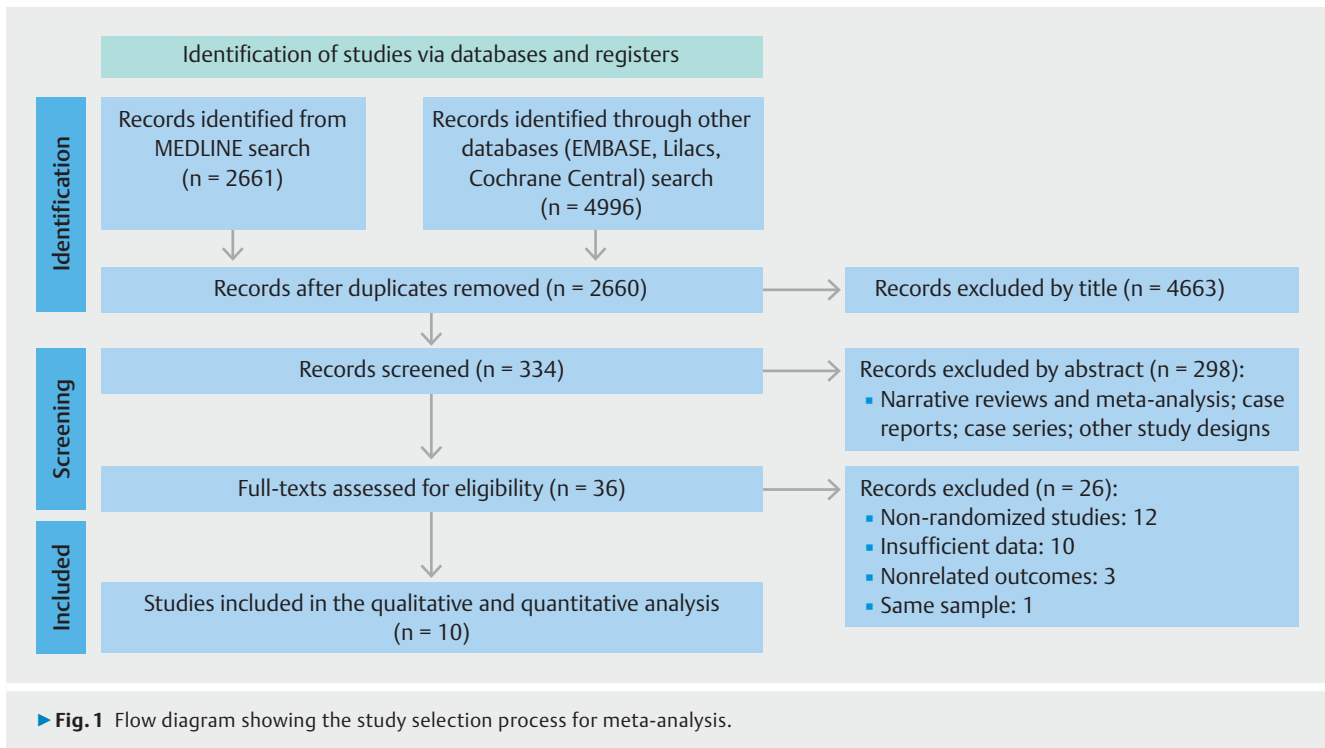 Identification of studies via databases and registers
Identification
Records identified from
MEDLINE search
(n = 2661)
Records identified through other
databases (EMBASE, Lilacs,
Cochrane Central) search
(n = 4996)
Records after duplicates removed (n = 2660)
Records excluded by title (n = 4663)
Screening
Records screened (n = 334)
Records excluded by abstract (n = 298):
▪ Narrative reviews and meta-analysis; case
reports; case series; other study designs
Full-texts assessed for eligibility (n = 36)
Records excluded (n = 26):
▪ Non-randomized studies: 12
▪ Insufficient data: 10
▪ Nonrelated outcomes: 3
▪ Same sample: 1
Included
Studies included in the qualitative and quantitative analysis
(n = 10)
▶ Fig. 1 Flow diagram showing the study selection process for meta-analysis.